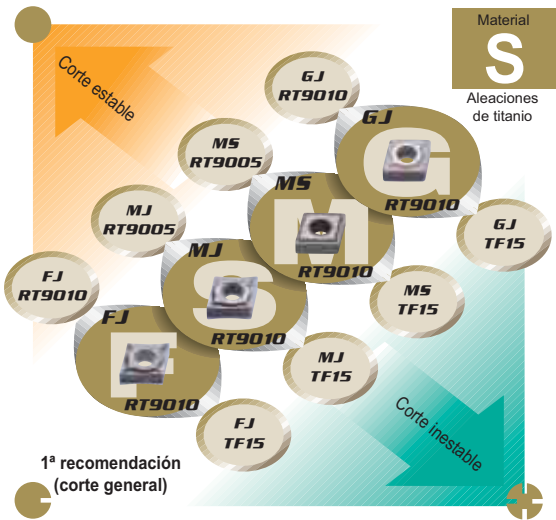 Material
S
Aleaciones
de titanio
Corte estable
GJ
RT9010
MS
RT9005
MJ
RT9005
FJ
RT9010
GJ
G
RT9010
MS
M
RT9010
MJ
S
RT9010
FJ
F
RT9010
GJ
TF15
MS
TF15
MJ
TF15
FJ
TF15
Corte inestable
1ª recomendación
(corte general)